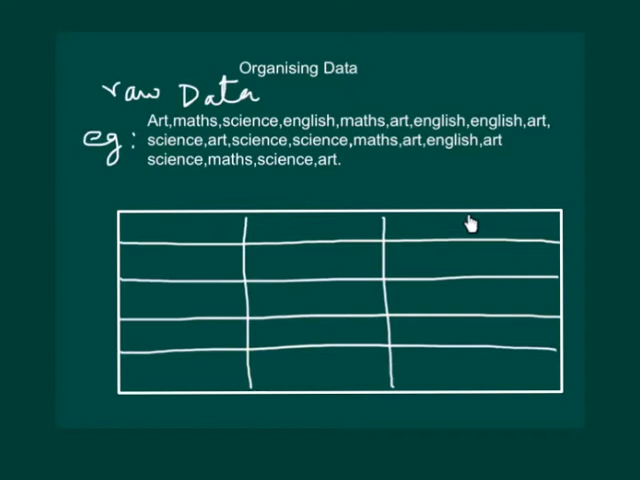 Organising Data
raw Data
eg: Art,maths,science,english,maths,art,english,english,art,
science,art,science,science,maths,art,english,art
science,maths,science,art.